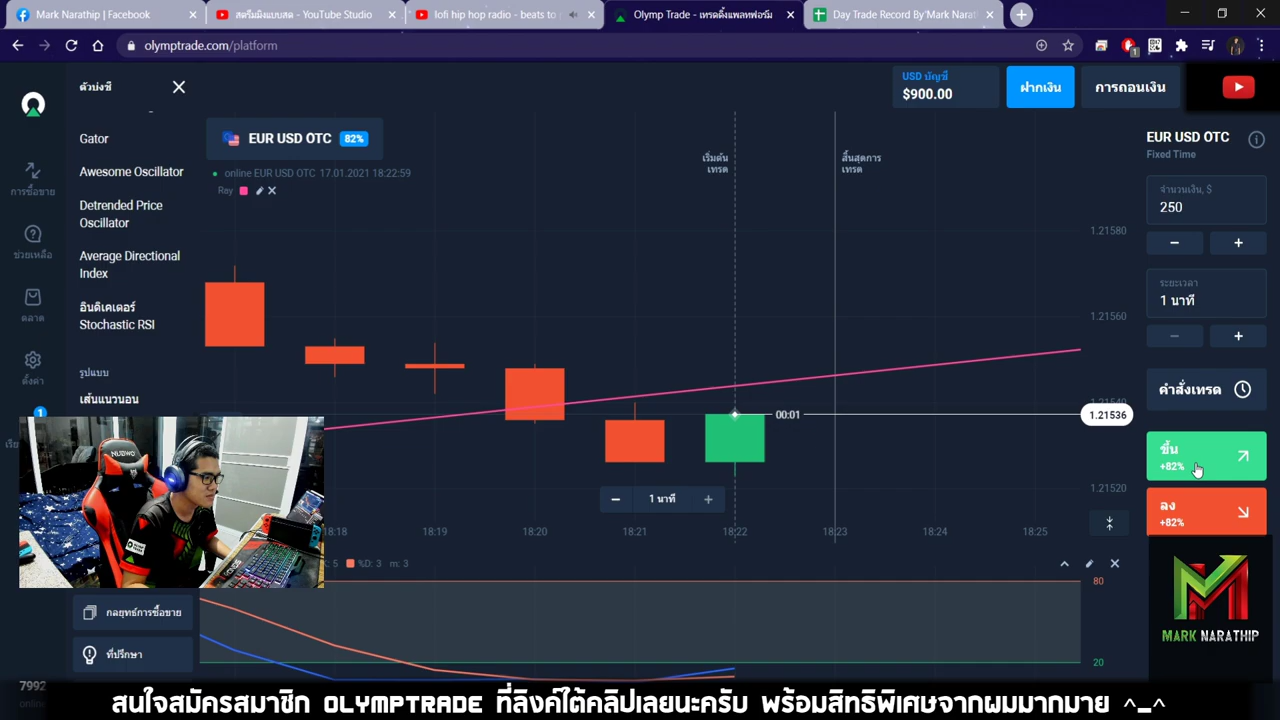 Mark Narathip | Facebook
สตรีมมิงแบบสด - YouTube Studio
lofi hip hop radio - beats to
Olymp Trade - เทรดดิ้งแพลทฟอร์ม
Day Trade Record By Mark Narat
olymptrade.com/platform
1
ตัวบ่งชี้
USD บัญชี
$900.00
ฝากเงิน
การถอนเงิน
Gator
Awesome Oscillator
Detrended Price
Oscillator
Average Directional
Index
อินดิเคเตอร์
Stochastic RSI
รูปแบบ
เส้นแนวนอน
การซื้อขาย
ช่วยเหลือ
ตลาด
ตั้งค่า
1
EUR USD OTC 82%
online EUR USD OTC 17.01.2021 18:22:59
Ray
เริ่มต้น
เทรด
สิ้นสุดการ
เทรด
1.21580
1.21560
1.21540
1.21536
1.21520
00:01
1 นาที
18:18
18:19
18:20
18:21
18:22
18:23
18:24
18:25
: 5 %D: 3 m: 3
80
20
EUR USD OTC
Fixed Time
จำนวนเงิน, $
250
ระยะเวลา
1 นาที
คำสั่งเทรด
ขึ้น
+82%
ลง
+82%
MARK NARATHIP
กลยุทธ์การซื้อขาย
ที่ปรึกษา
7992
online
สนใจสมัครสมาชิก OLYMPTRADE ที่ลิงค์ใต้คลิปเลยนะครับ พร้อมสิทธิพิเศษจากผมมากมาย ^_^